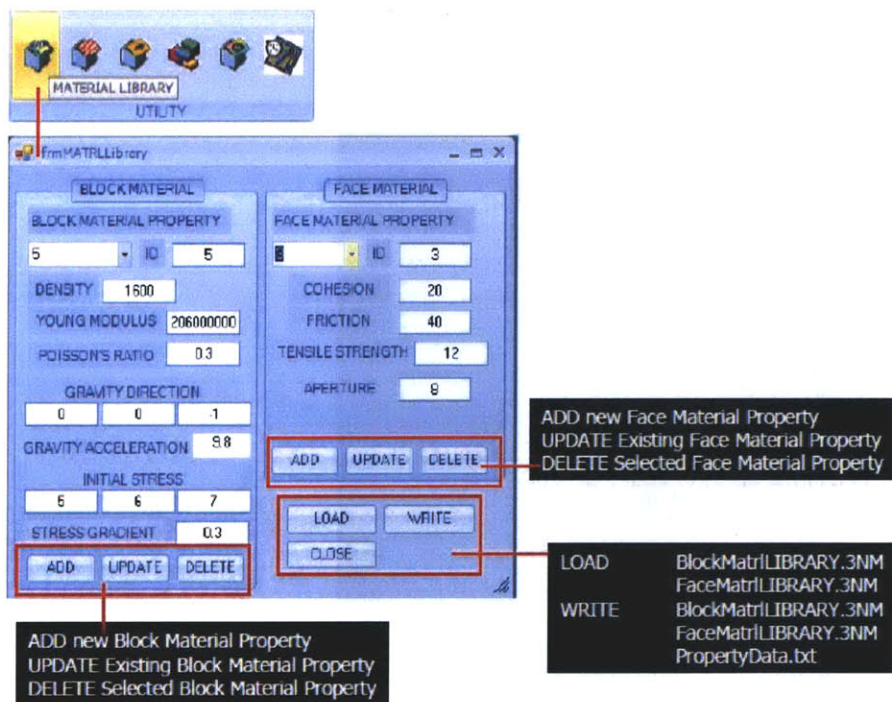 MATERIAL LIBRARY
UTILITY
frmMATRLLibrary
BLOCK MATERIAL
BLOCK MATERIAL PROPERTY
5 ID 5
DENSITY 1600
YOUNG MODULUS 206000000
POISSON'S RATIO 0.3
GRAVITY DIRECTION
0 0 -1
GRAVITY ACCELERATION 9.8
INITIAL STRESS
5 6 7
STRESS GRADIENT 0.3
ADD UPDATE DELETE
FACE MATERIAL
FACE MATERIAL PROPERTY
3 ID 3
COHESION 20
FRICTION 40
TENSILE STRENGTH 12
APERTURE
ADD UPDATE DELETE
LOAD WRITE
CLOSE
ADD new Face Material Property
UPDATE Existing Face Material Property
DELETE Selected Face Material Property
LOAD BlockMatrlLIBRARY.3NM
FaceMatrlLIBRARY.3NM
WRITE BlockMatrlLIBRARY.3NM
FaceMatrlLIBRARY.3NM
PropertyData.txt
ADD new Block Material Property
UPDATE Existing Block Material Property
DELETE Selected Block Material Property